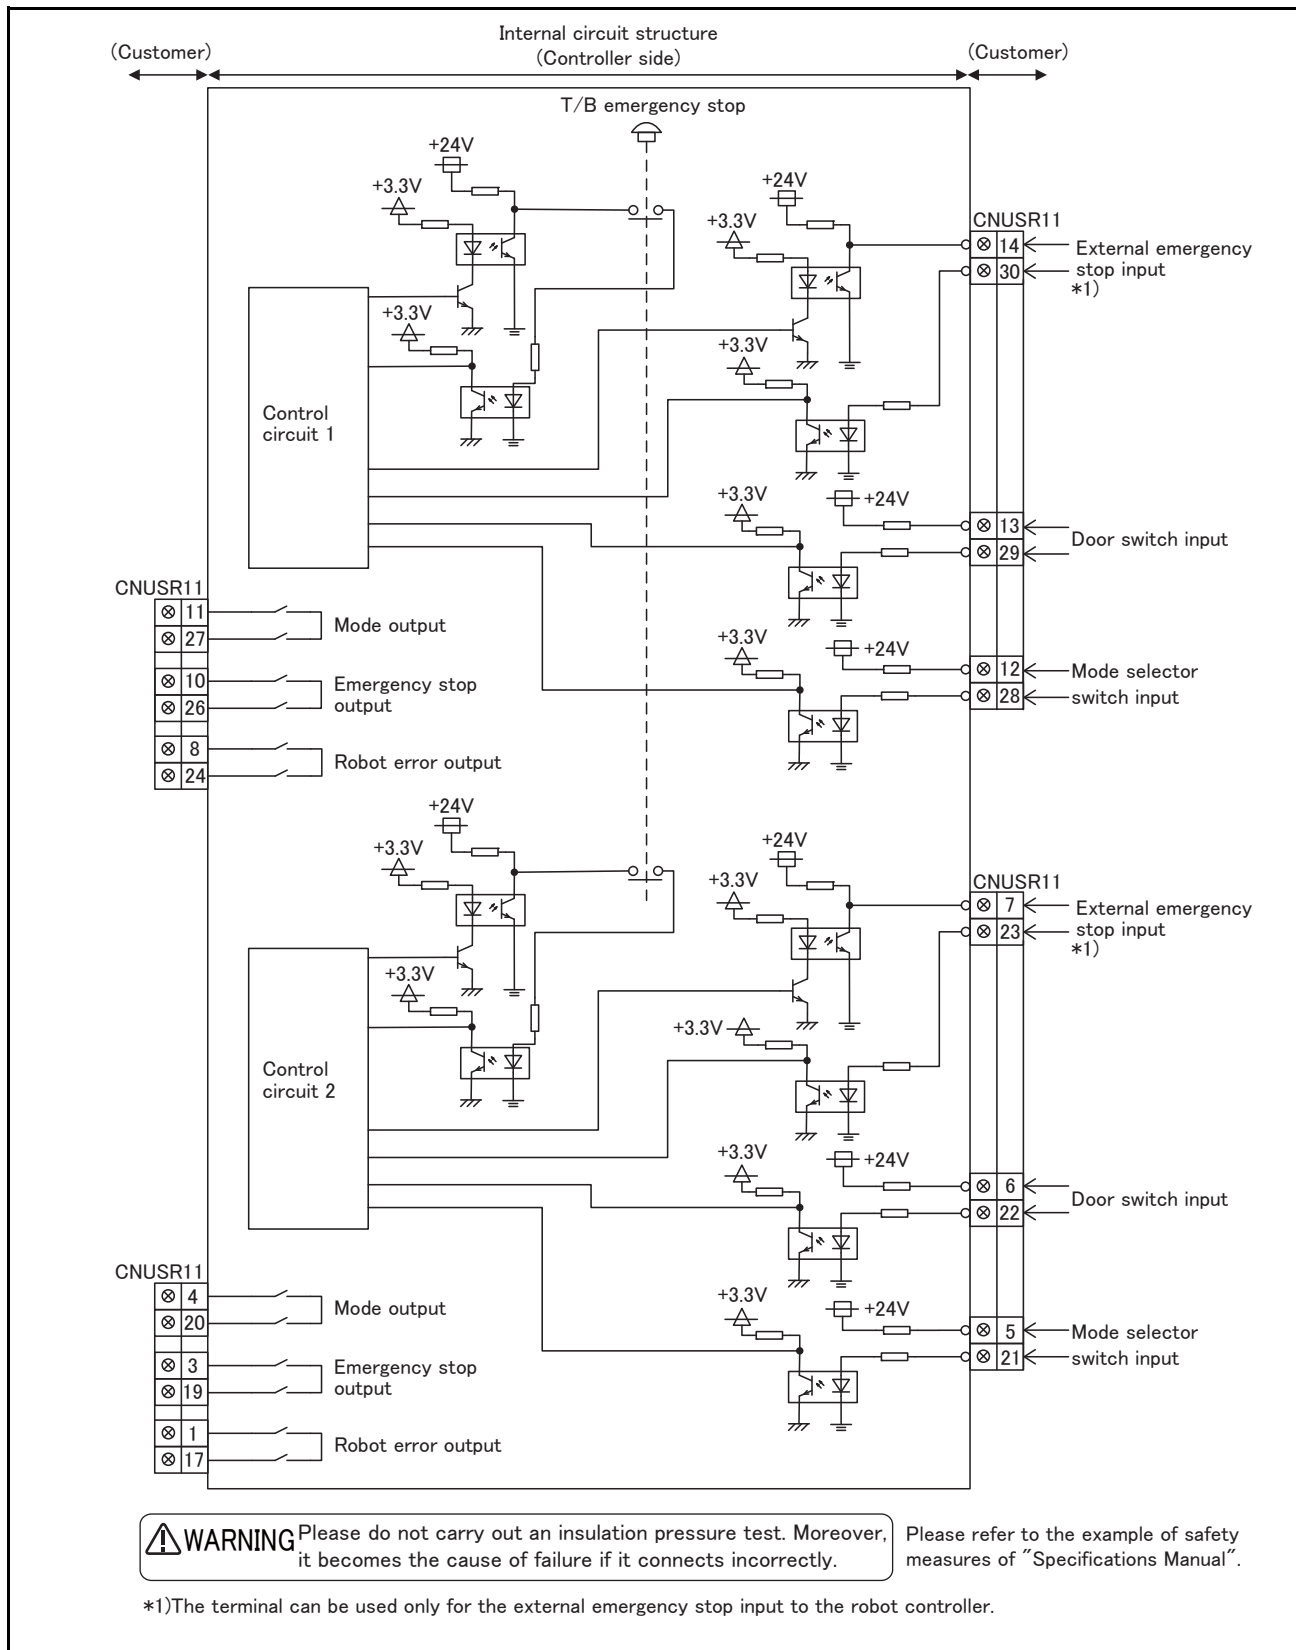 Internal circuit structure
(Controller side)
(Customer)
(Customer)
T/B emergency stop
+24V
+3.3V
+24V
+3.3V
CNUSR11
14
External emergency
30
stop input
*1)
+3.3V
+3.3V
Control
circuit 1
+3.3V
+24V
13
Door switch input
29
CNUSR11
11
27
Mode output
+3.3V
+24V
12
Mode selector
28
switch input
10
Emergency stop
26
output
8
Robot error output
24
+24V
+3.3V
+24V
+3.3V
CNUSR11
7
External emergency
23
stop input
*1)
+3.3V
+3.3V
Control
circuit 2
+3.3V
+24V
6
Door switch input
22
CNUSR11
4
Mode output
20
+3.3V
+24V
5
Mode selector
21
switch input
3
Emergency stop
19
output
1
Robot error output
17
WARNING
Please do not carry out an insulation pressure test. Moreover,
it becomes the cause of failure if it connects incorrectly.
Please refer to the example of safety
measures of "Specifications Manual".
*1)The terminal can be used only for the external emergency stop input to the robot controller.